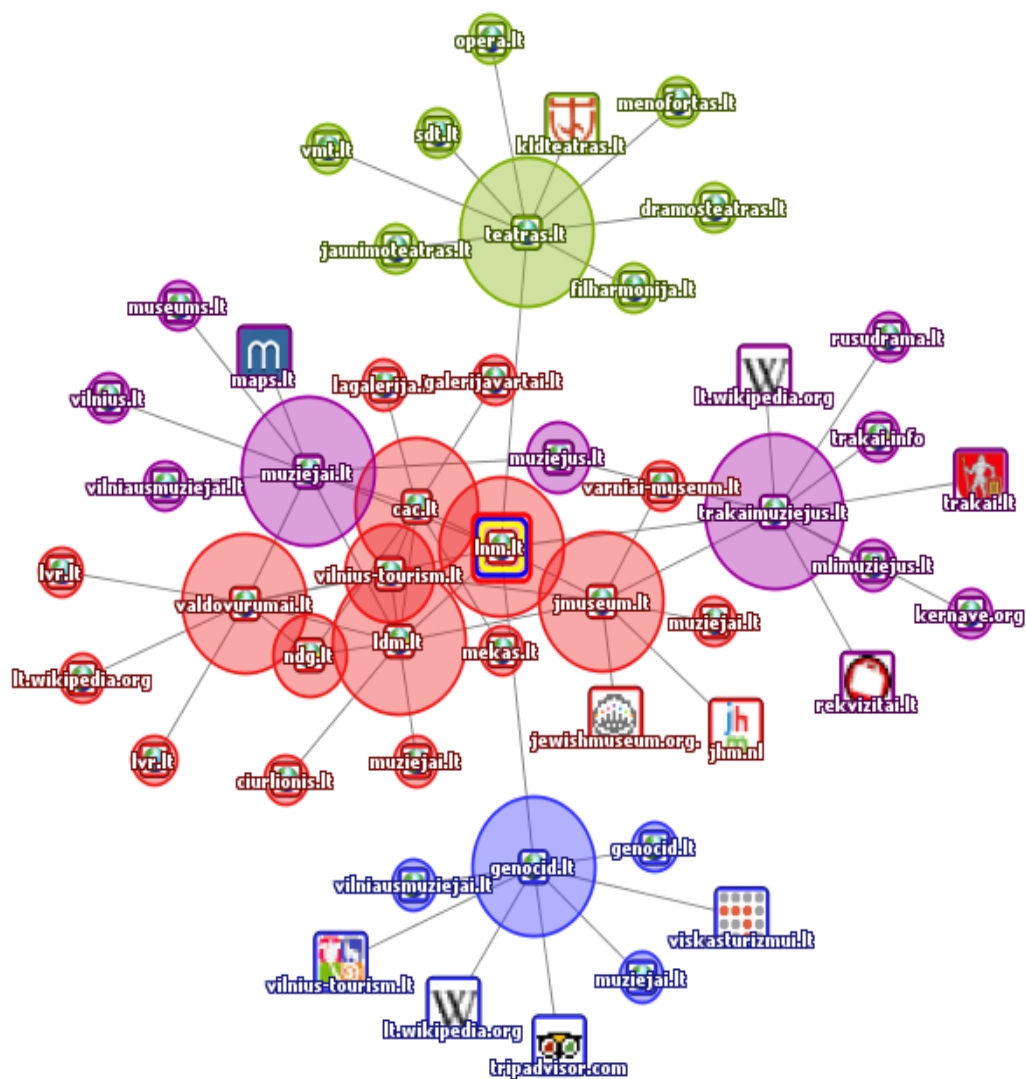 opera.lt
menofortas.lt
sdt.lt
kldteatras.lt
vmt.lt
dramosteatras.lt
teatras.lt
jaunimoteatras.lt
filharmonija.lt
museums.lt
rusudrama.lt
m
maps.lt
W
lt.wikipedia.org
lagalerija.
galerijavartai.lt
vilnius.lt
trakai.info
muziejai.lt
muziejus.lt
vilniausmuziejai.lt
varniai-museum.lt
trakai.lt
cac.lt
trakaimuziejus.lt
lnm.lt
lvr.lt
vilnius-tourism.lt
mlimuziejus.lt
valdovurumai.lt
jmuseum.lt
kernave.org
muziejai.lt
ldm.lt
ndg.lt
mekas.lt
lt.wikipedia.org
rekvizitai.lt
jewishmuseum.org.
jhm
jhm.nl
lvr.lt
muziejai.lt
ciurlionis.lt
genocid.lt
genocid.lt
vilniausmuziejai.lt
viskasturizmui.lt
vilnius-tourism.lt
muziejai.lt
W
lt.wikipedia.org
tripadvisor.com